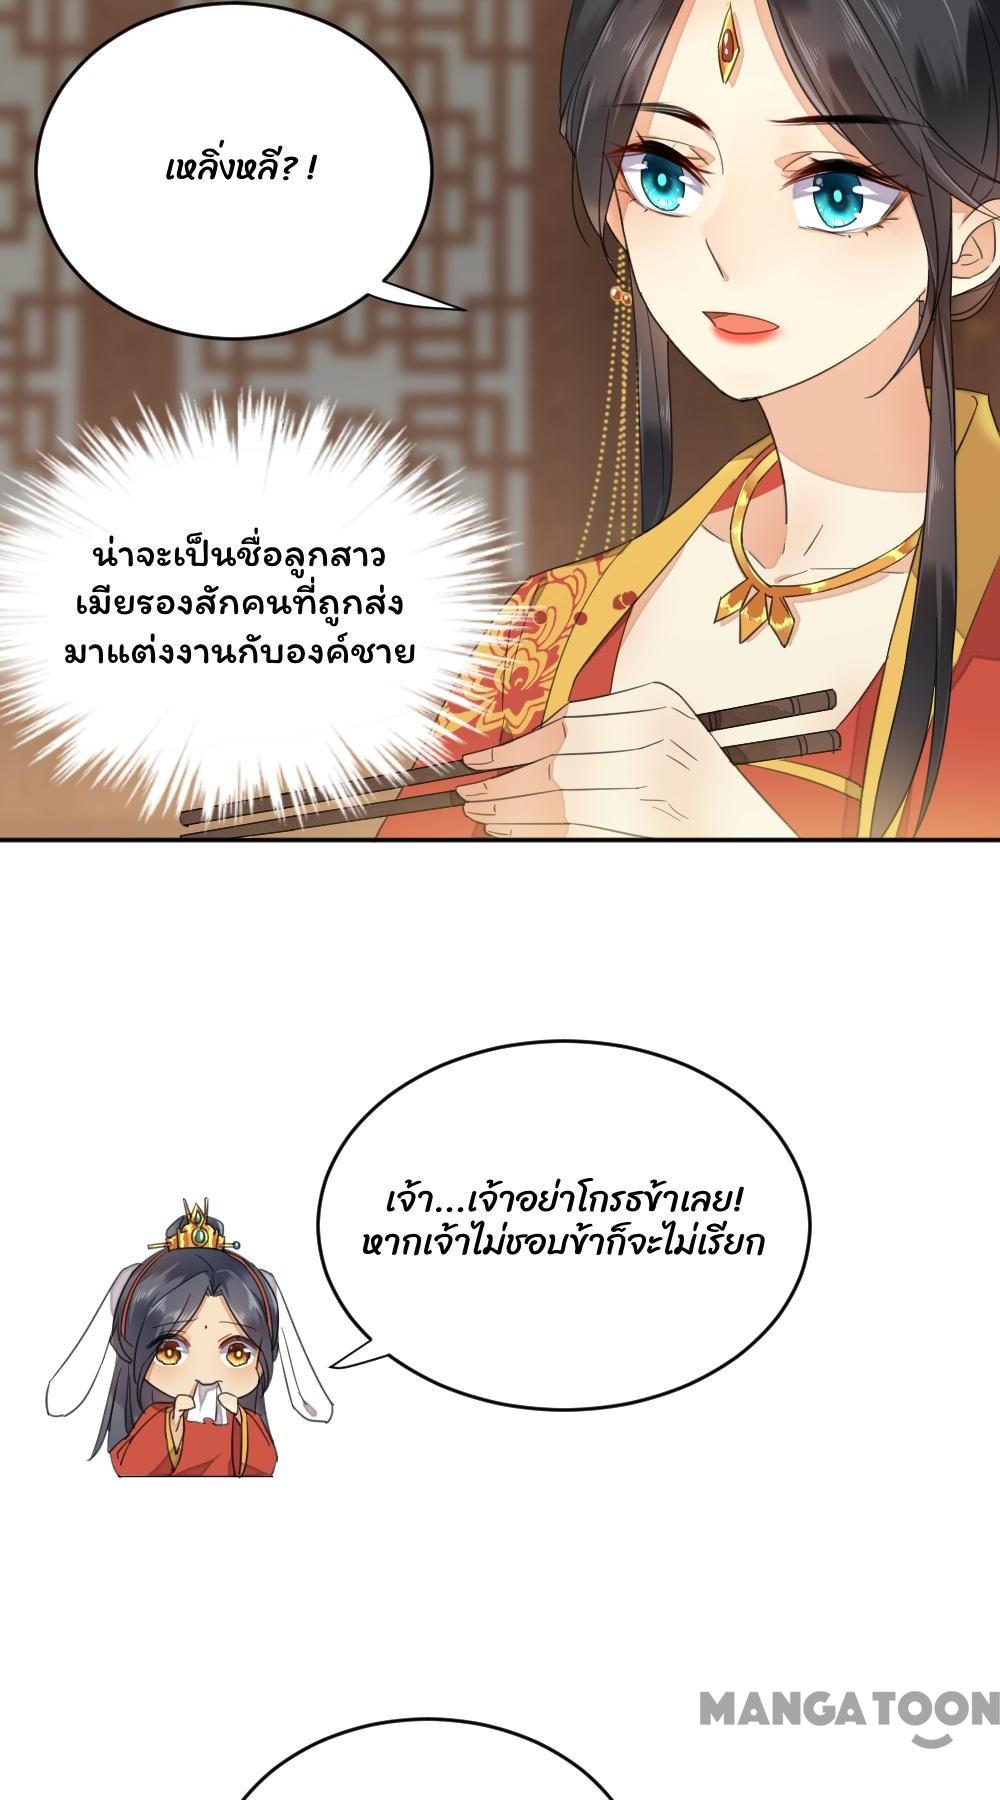 เหลิ่งหลี? !
น่าจะเป็นชื่อลูกสาว
เมียรองสักคนที่ถูกส่ง
มาแต่งงานกับองค์ชาย
เจ้า...เจ้าอย่าโกรธข้าเลย!
หากเจ้าไม่ชอบข้าก็จะไม่เรียก
MANGATOON